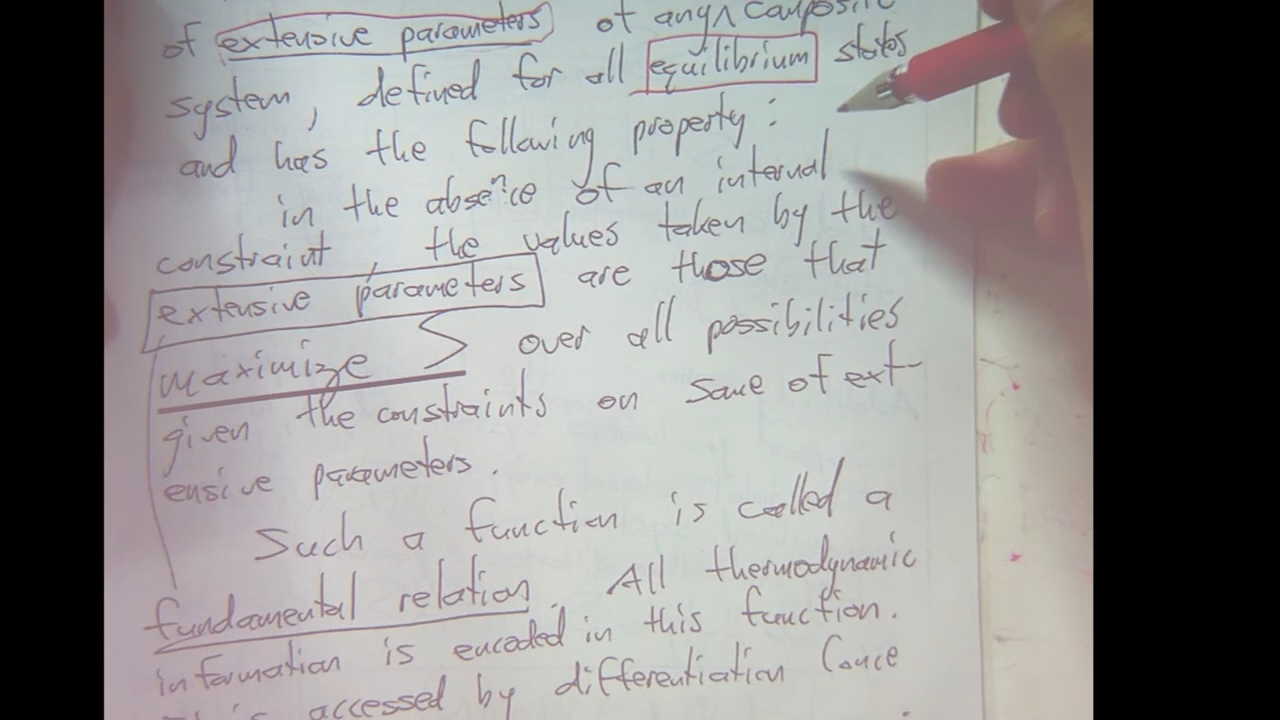 of extensive parameters of any composite
system, defined for all equilibrium states
and has the following property:
in the absence of an internal
constraint, the values taken by the
extensive parameters are those that
maximize S over all possibilities
given the constraints on some of ext-
ensive parameters.
Such a function is called a
fundamental relation. All thermodynamic
information is encoded in this function.
is accessed by differentiation (once